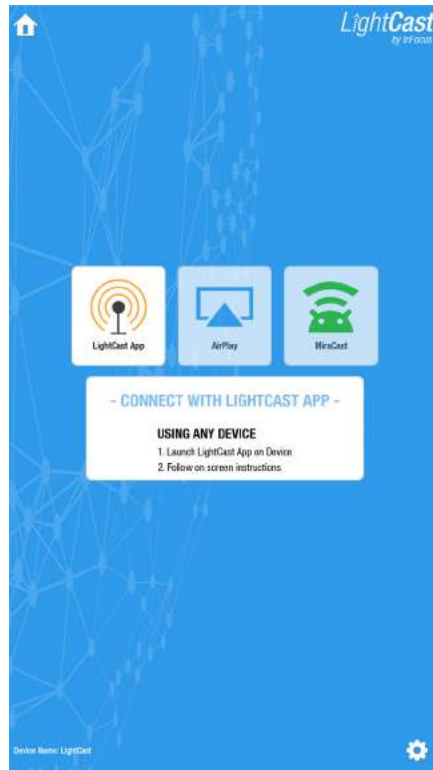 LightCast
by InFocus
LightCast App
AirPlay
MiraCast
- CONNECT WITH LIGHTCAST APP -
USING ANY DEVICE
1. Launch LightCast App on Device
2. Follow on screen instructions
Device Name: LightCast